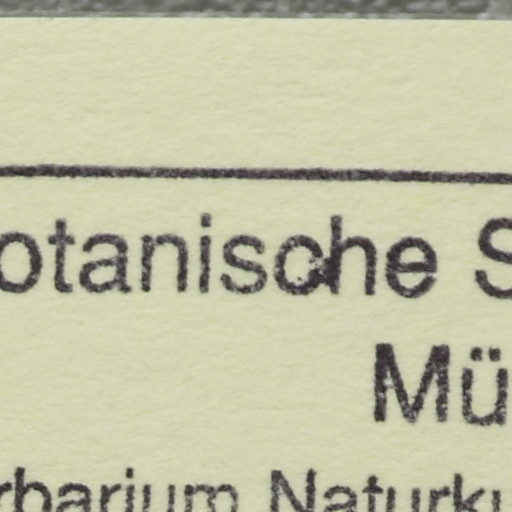 otanische S
Mü
rbarium Naturku